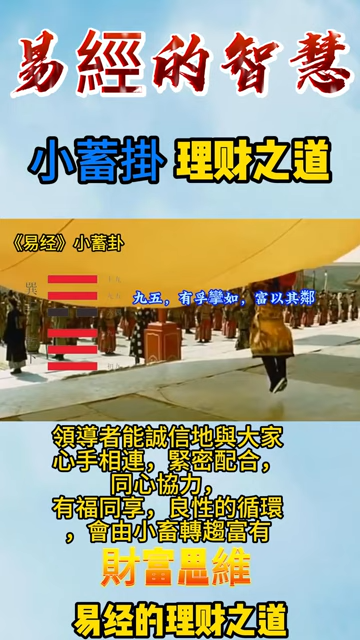 易經的智慧
小蓄掛 理财之道
《易经》小蓄卦
巽
九五，有孚攣如，富以其鄰
領導者能誠信地與大家
心手相連，緊密配合，
同心協力，
有福同享，良性的循環
，會由小畜轉趨富有
財富思維
易经的理财之道